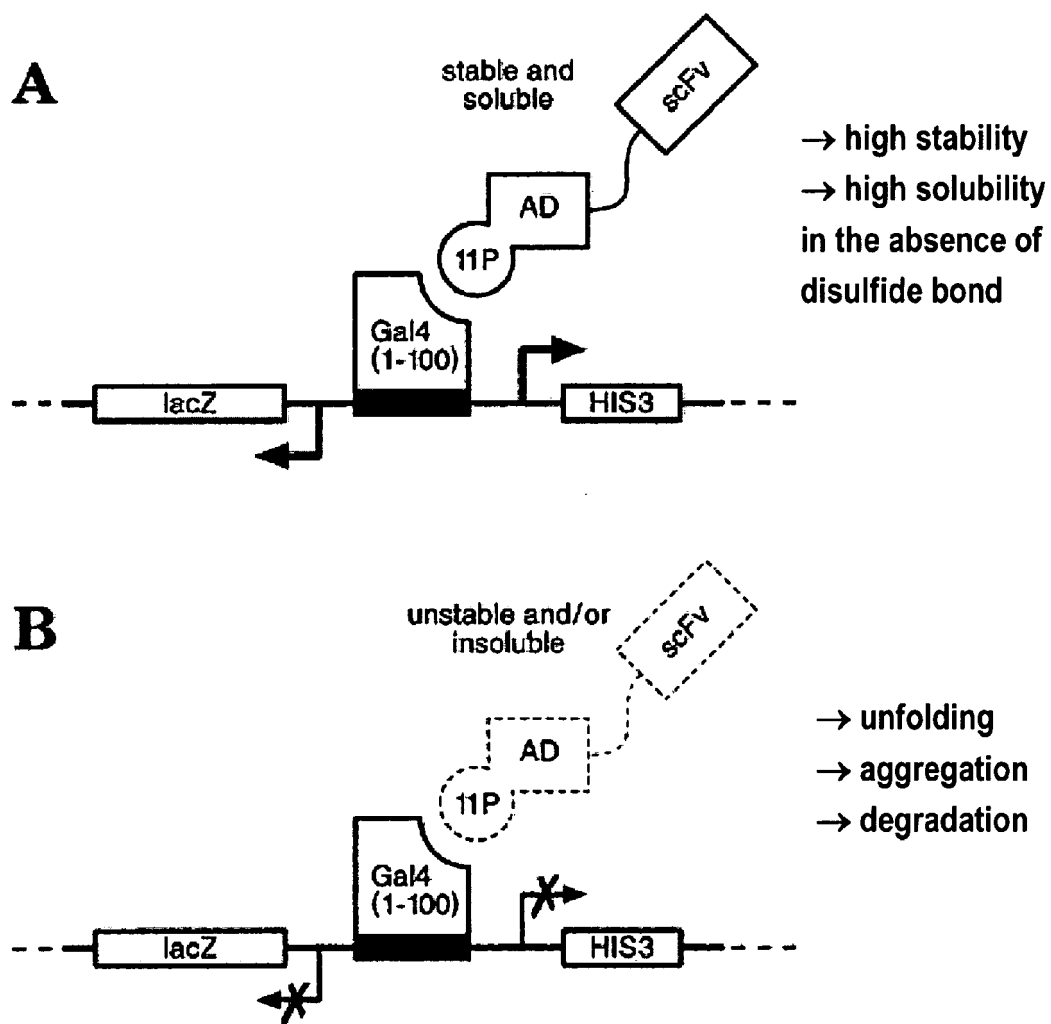 A
stable and
soluble
scFv
→ high stability
→ high solubility
in the absence of
disulfide bond
AD
11P
Gal4
(1-100)
lacZ
HIS3
B
unstable and/or
insoluble
scFv
→ unfolding
→ aggregation
→ degradation
AD
11P
Gal4
(1-100)
lacZ
HIS3